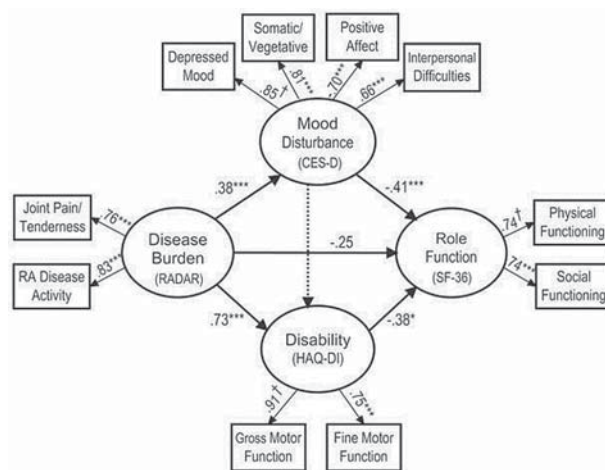 Somatic/
Vegetative
Positive
Affect
Depressed
Mood
Interpersonal
Difficulties
.85†
.81***
-.70***
.66***
Mood
Disturbance
(CES-D)
.38***
-.41***
Joint Pain/
Tenderness
.76***
RA Disease
Activity
.83***
Disease
Burden
(RADAR)
-.25
Role
Function
(SF-36)
.74†
Physical
Functioning
.74***
Social
Functioning
.73***
-.38*
Disability
(HAQ-DI)
.91†
.75***
Gross Motor
Function
Fine Motor
Function